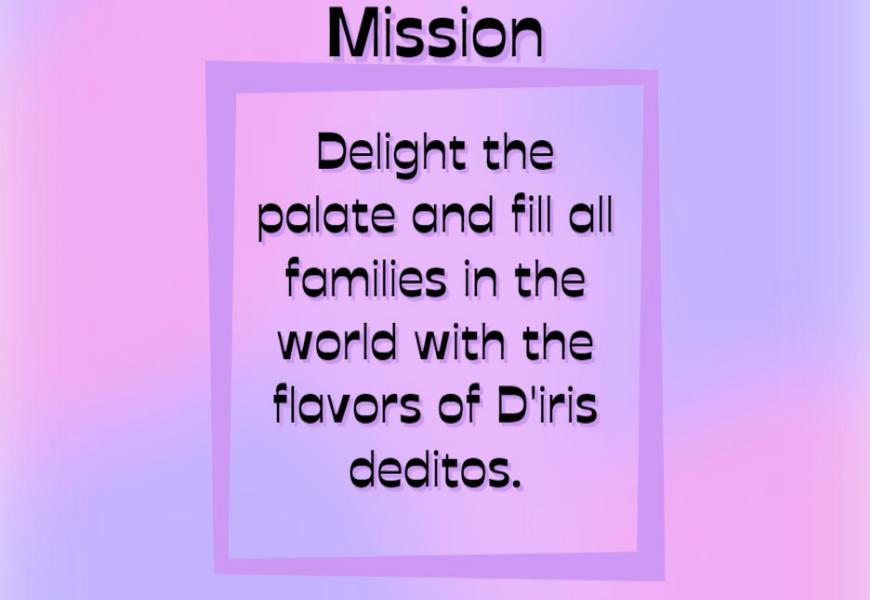 Mission
Delight the
palate and fill all
families in the
world with the
flavors of D'iris
deditos.